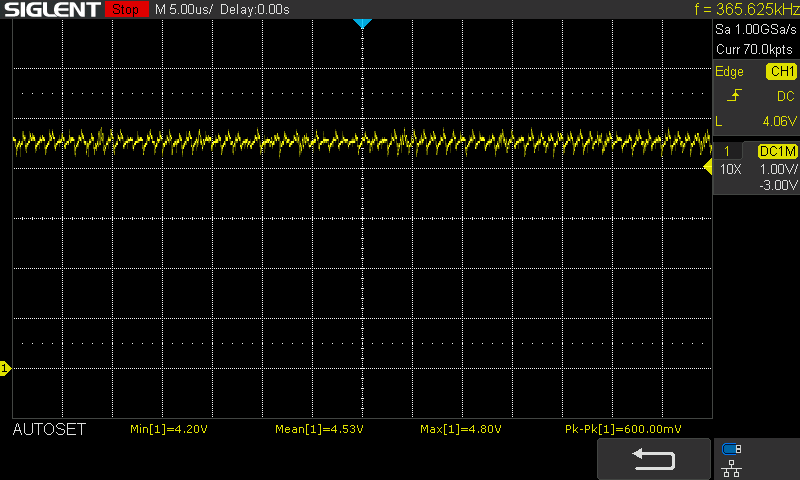 SIGLENT Stop M 5.00us/ Delay:0.00s f = 365.625kHz
Sa 1.00GSa/s
Curr 70.0kpts
Edge CH1
DC
L 4.06V
1 DC1M
10X 1.00V/
-3.00V
1
AUTOSET Min[1]=4.20V Mean[1]=4.53V Max[1]=4.80V Pk-Pk[1]=600.00mV